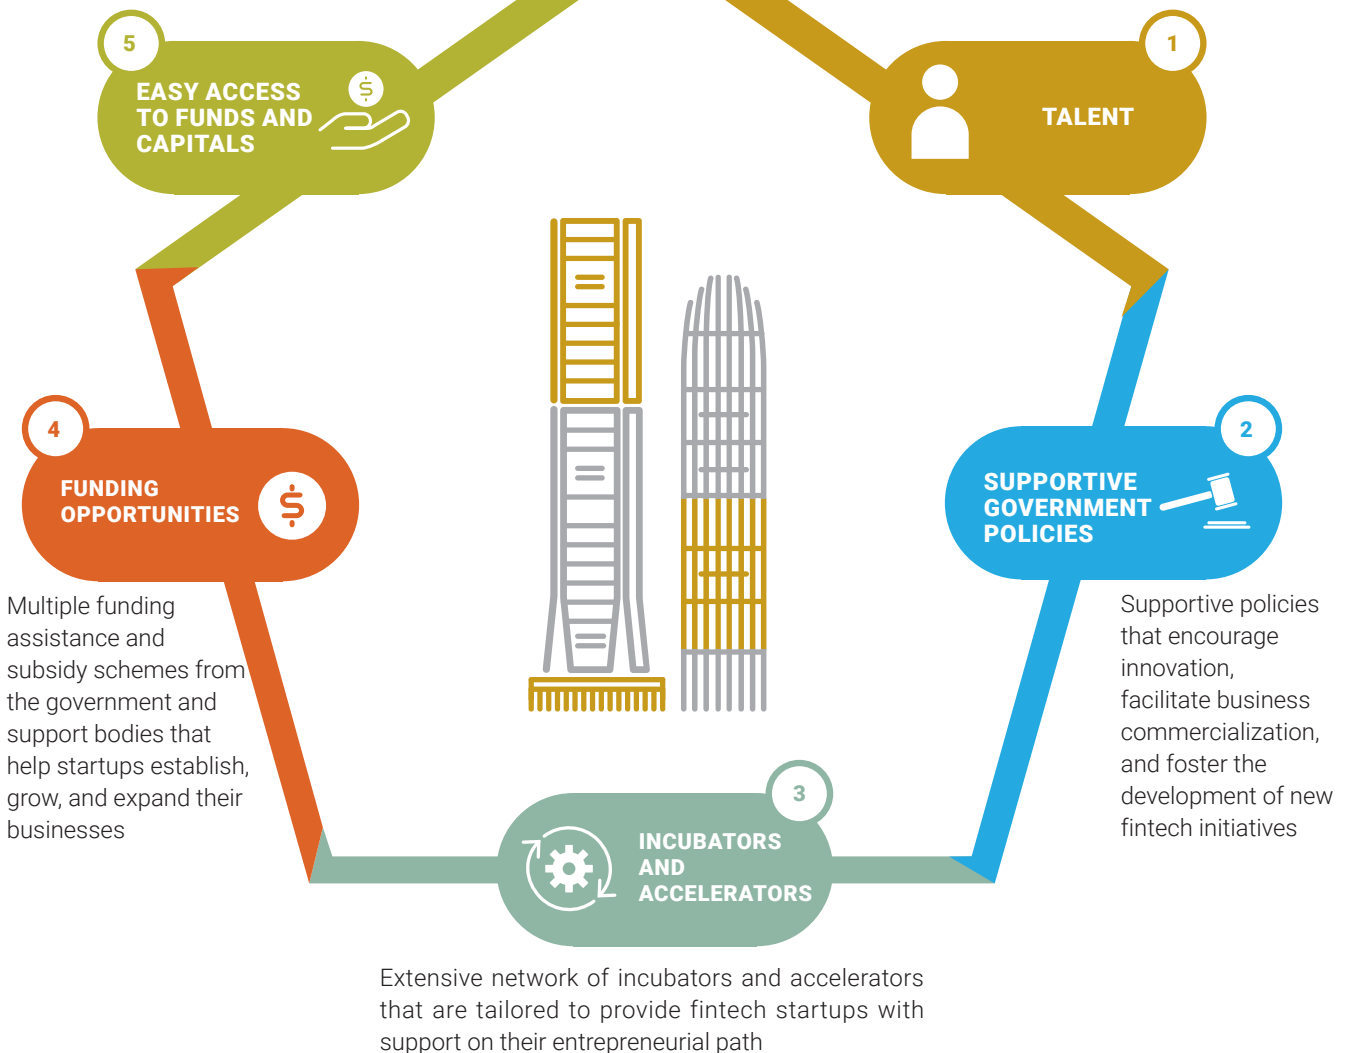 5
EASY ACCESS
TO FUNDS AND
CAPITALS
1
TALENT
4
FUNDING
OPPORTUNITIES
Multiple funding
assistance and
subsidy schemes from
the government and
support bodies that
help startups establish,
grow, and expand their
businesses
2
SUPPORTIVE
GOVERNMENT
POLICIES
Supportive policies
that encourage
innovation,
facilitate business
commercialization,
and foster the
development of new
fintech initiatives
3
INCUBATORS
AND
ACCELERATORS
Extensive network of incubators and accelerators
that are tailored to provide fintech startups with
support on their entrepreneurial path